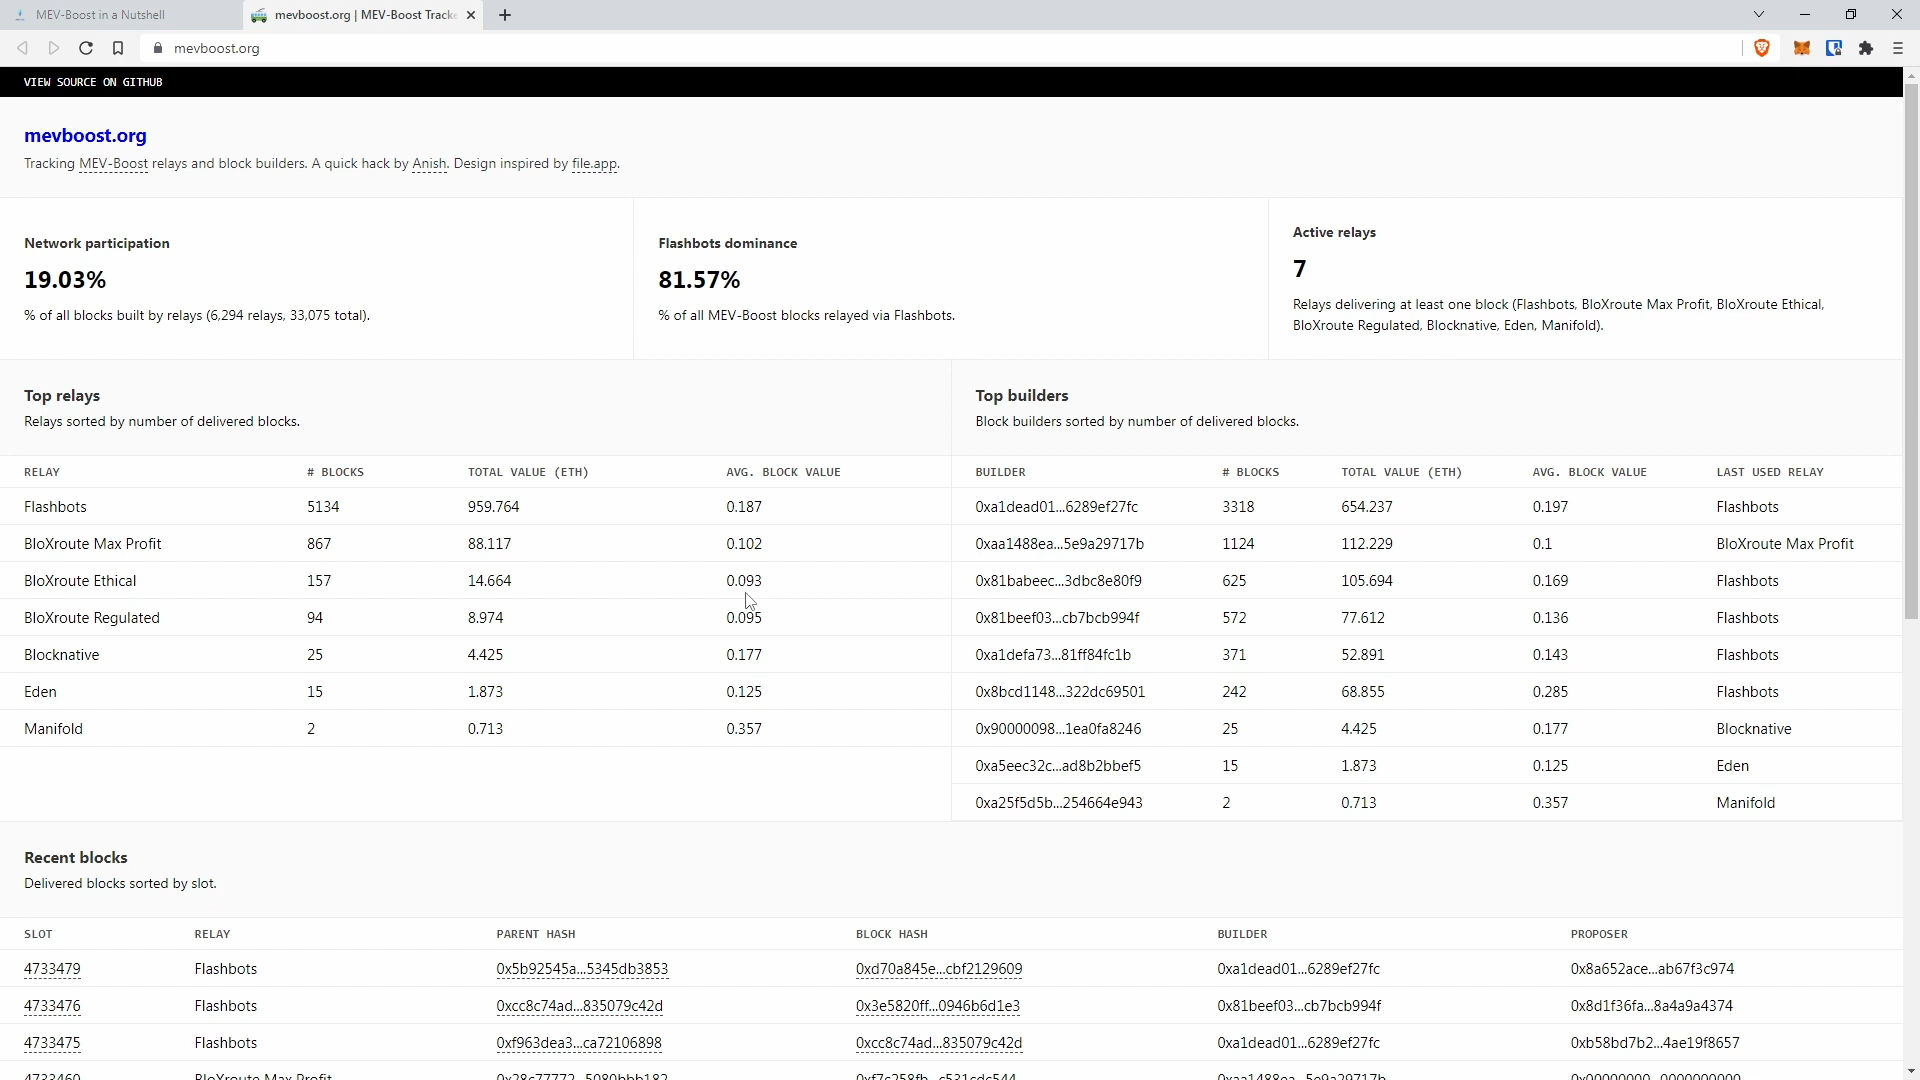 MEV-Boost in a Nutshell
mevboost.org | MEV-Boost Tracke
mevboost.org
VIEW SOURCE ON GITHUB
mevboost.org
Tracking MEV-Boost relays and block builders. A quick hack by Anish. Design inspired by file.app.
Network participation
19.03%
% of all blocks built by relays (6,294 relays, 33,075 total).
Flashbots dominance
81.57%
% of all MEV-Boost blocks relayed via Flashbots.
Active relays
7
Relays delivering at least one block (Flashbots, BloXroute Max Profit, BloXroute Ethical,
BloXroute Regulated, Blocknative, Eden, Manifold).
Top relays
Relays sorted by number of delivered blocks.
RELAY # BLOCKS TOTAL VALUE (ETH) AVG. BLOCK VALUE
Flashbots 5134 959.764 0.187
BloXroute Max Profit 867 88.117 0.102
BloXroute Ethical 157 14.664 0.093
BloXroute Regulated 94 8.974 0.095
Blocknative 25 4.425 0.177
Eden 15 1.873 0.125
Manifold 2 0.713 0.357
Top builders
Block builders sorted by number of delivered blocks.
BUILDER # BLOCKS TOTAL VALUE (ETH) AVG. BLOCK VALUE LAST USED RELAY
0xa1dead01...6289ef27fc 3318 654.237 0.197 Flashbots
0xaa1488ea...5e9a29717b 1124 112.229 0.1 BloXroute Max Profit
0x81babeec...3dbc8e80f9 625 105.694 0.169 Flashbots
0x81beef03...cb7bcb994f 572 77.612 0.136 Flashbots
0xa1defa73...81ff84fc1b 371 52.891 0.143 Flashbots
0x8bcd1148...322dc69501 242 68.855 0.285 Flashbots
0x90000098...1ea0fa8246 25 4.425 0.177 Blocknative
0xa5eec32c...ad8b2bbef5 15 1.873 0.125 Eden
0xa25f5d5b...254664e943 2 0.713 0.357 Manifold
Recent blocks
Delivered blocks sorted by slot.
SLOT RELAY PARENT HASH BLOCK HASH BUILDER PROPOSER
4733479 Flashbots 0x5b92545a...5345db3853 0xd70a845e...cbf2129609 0xa1dead01...6289ef27fc 0x8a652ace...ab67f3c974
4733476 Flashbots 0xcc8c74ad...835079c42d 0x3e5820ff...0946b6d1e3 0x81beef03...cb7bcb994f 0x8d1f36fa...8a4a9a4374
4733475 Flashbots 0xf963dea3...ca72106898 0xcc8c74ad...835079c42d 0xa1dead01...6289ef27fc 0xb58bd7b2...4ae19f8657
4733460 BloXroute Max Profit